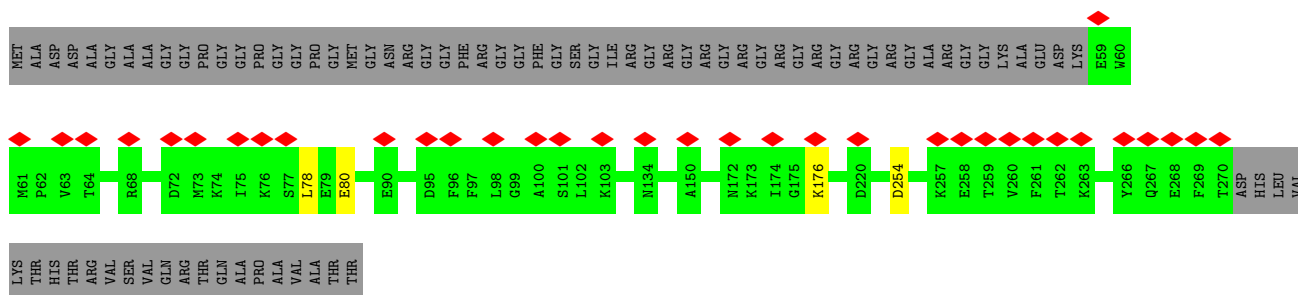 MET ALA ASP ASP ALA GLY ALA ALA GLY GLY PRO GLY GLY PRO GLY GLY PRO GLY MET GLY ASN ARG GLY GLY PHE ARG GLY GLY PHE GLY SER GLY ILE ARG GLY ARG GLY ARG GLY ARG GLY ARG GLY ARG GLY ARG GLY ARG GLY ALA ARG GLY GLY LYS ALA GLU ASP LYS E59 W60
M61 P62 V63 T64 R68 D72 M73 K74 I75 K76 S77 L78 E79 E80 E90 D95 F96 F97 L98 G99 A100 S101 L102 K103 N134 A150 N172 K173 I174 G175 K176 D220 D254 K257 E258 T259 V260 F261 T262 K263 Y266 Q267 E268 F269 T270 ASP HIS LEU VAL
LYS THR HIS THR ARG VAL SER VAL GLN ARG THR GLN ALA PRO ALA VAL ALA THR THR